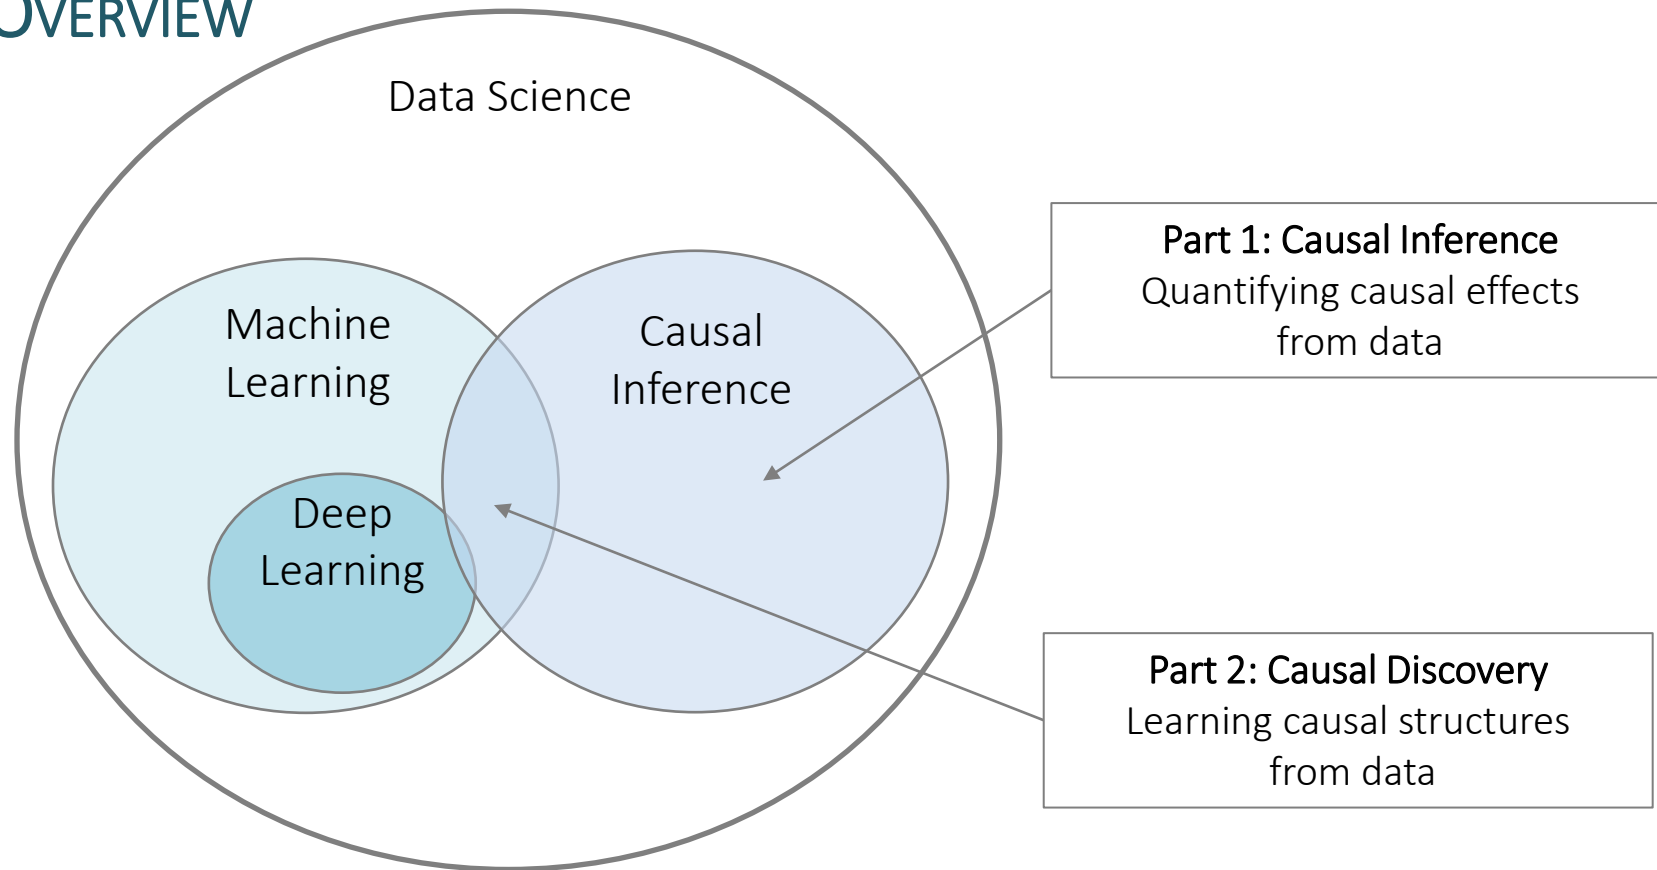 OVERVIEW
Data Science
Machine
Learning
Causal
Inference
Deep
Learning
Part 1: Causal Inference
Quantifying causal effects
from data
Part 2: Causal Discovery
Learning causal structures
from data